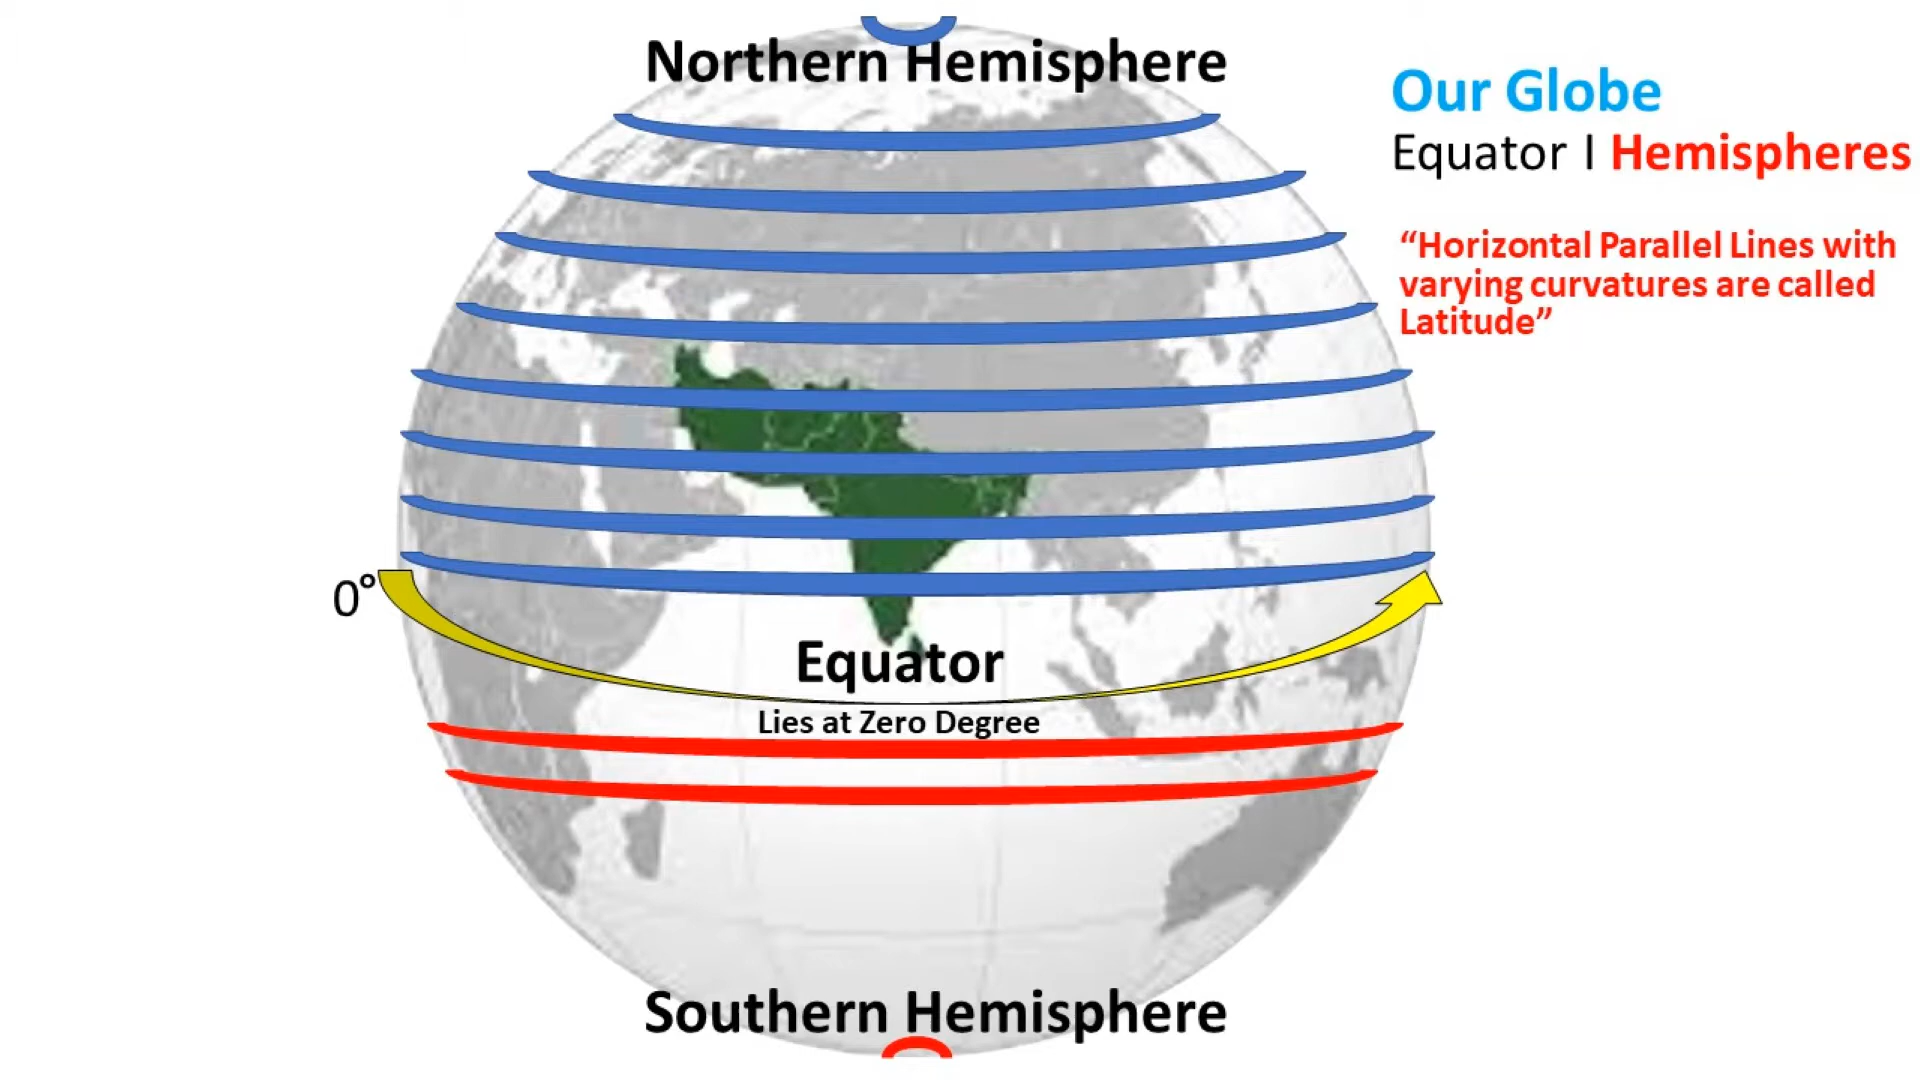 Northern Hemisphere
Our Globe
Equator I Hemispheres
“Horizontal Parallel Lines with
varying curvatures are called
Latitude”
0°
Equator
Lies at Zero Degree
Southern Hemisphere